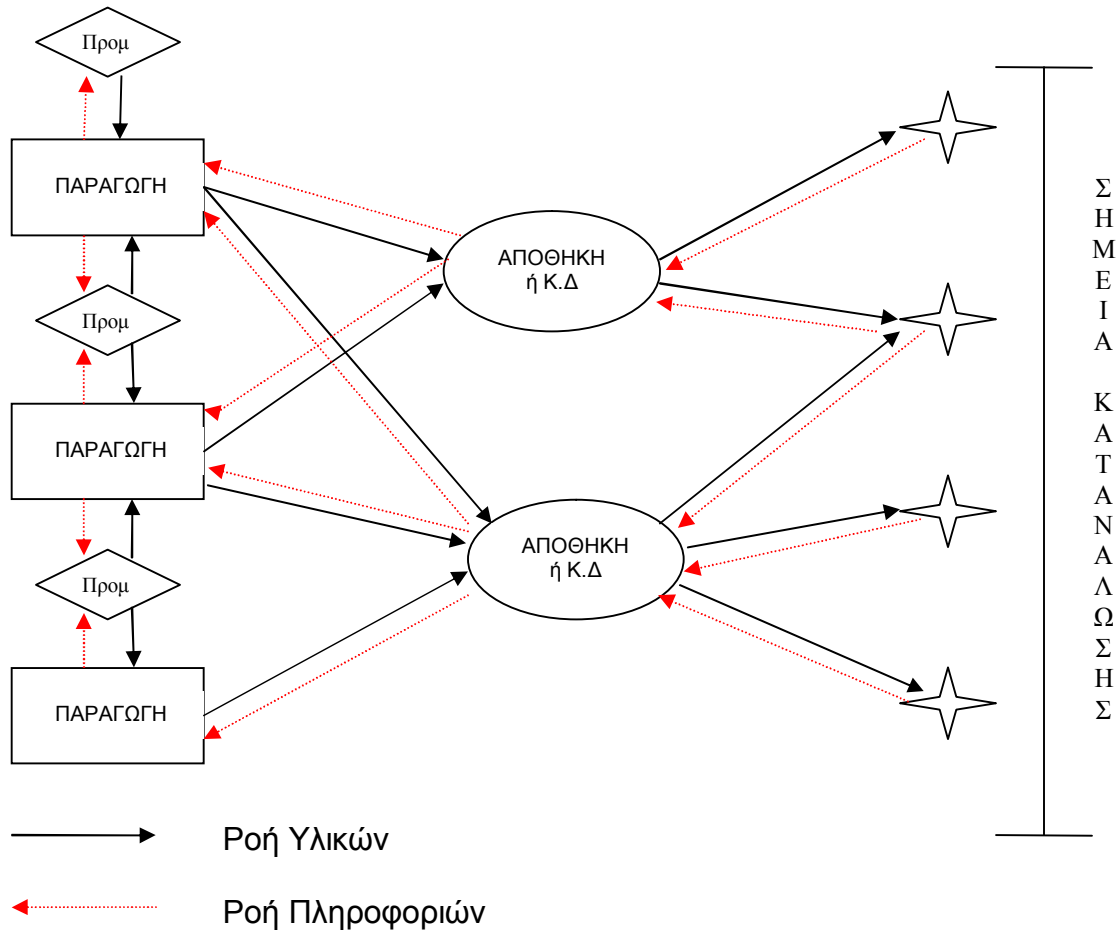 Προμ
ΠΑΡΑΓΩΓΗ
ΑΠΟΘΗΚΗ
ή Κ.Δ
Προμ
ΠΑΡΑΓΩΓΗ
ΑΠΟΘΗΚΗ
ή Κ.Δ
Προμ
ΠΑΡΑΓΩΓΗ
ΣΗΜΕΙΑ ΚΑΤΑΝΑΛΩΣΗΣ
Ροή Υλικών
Ροή Πληροφοριών